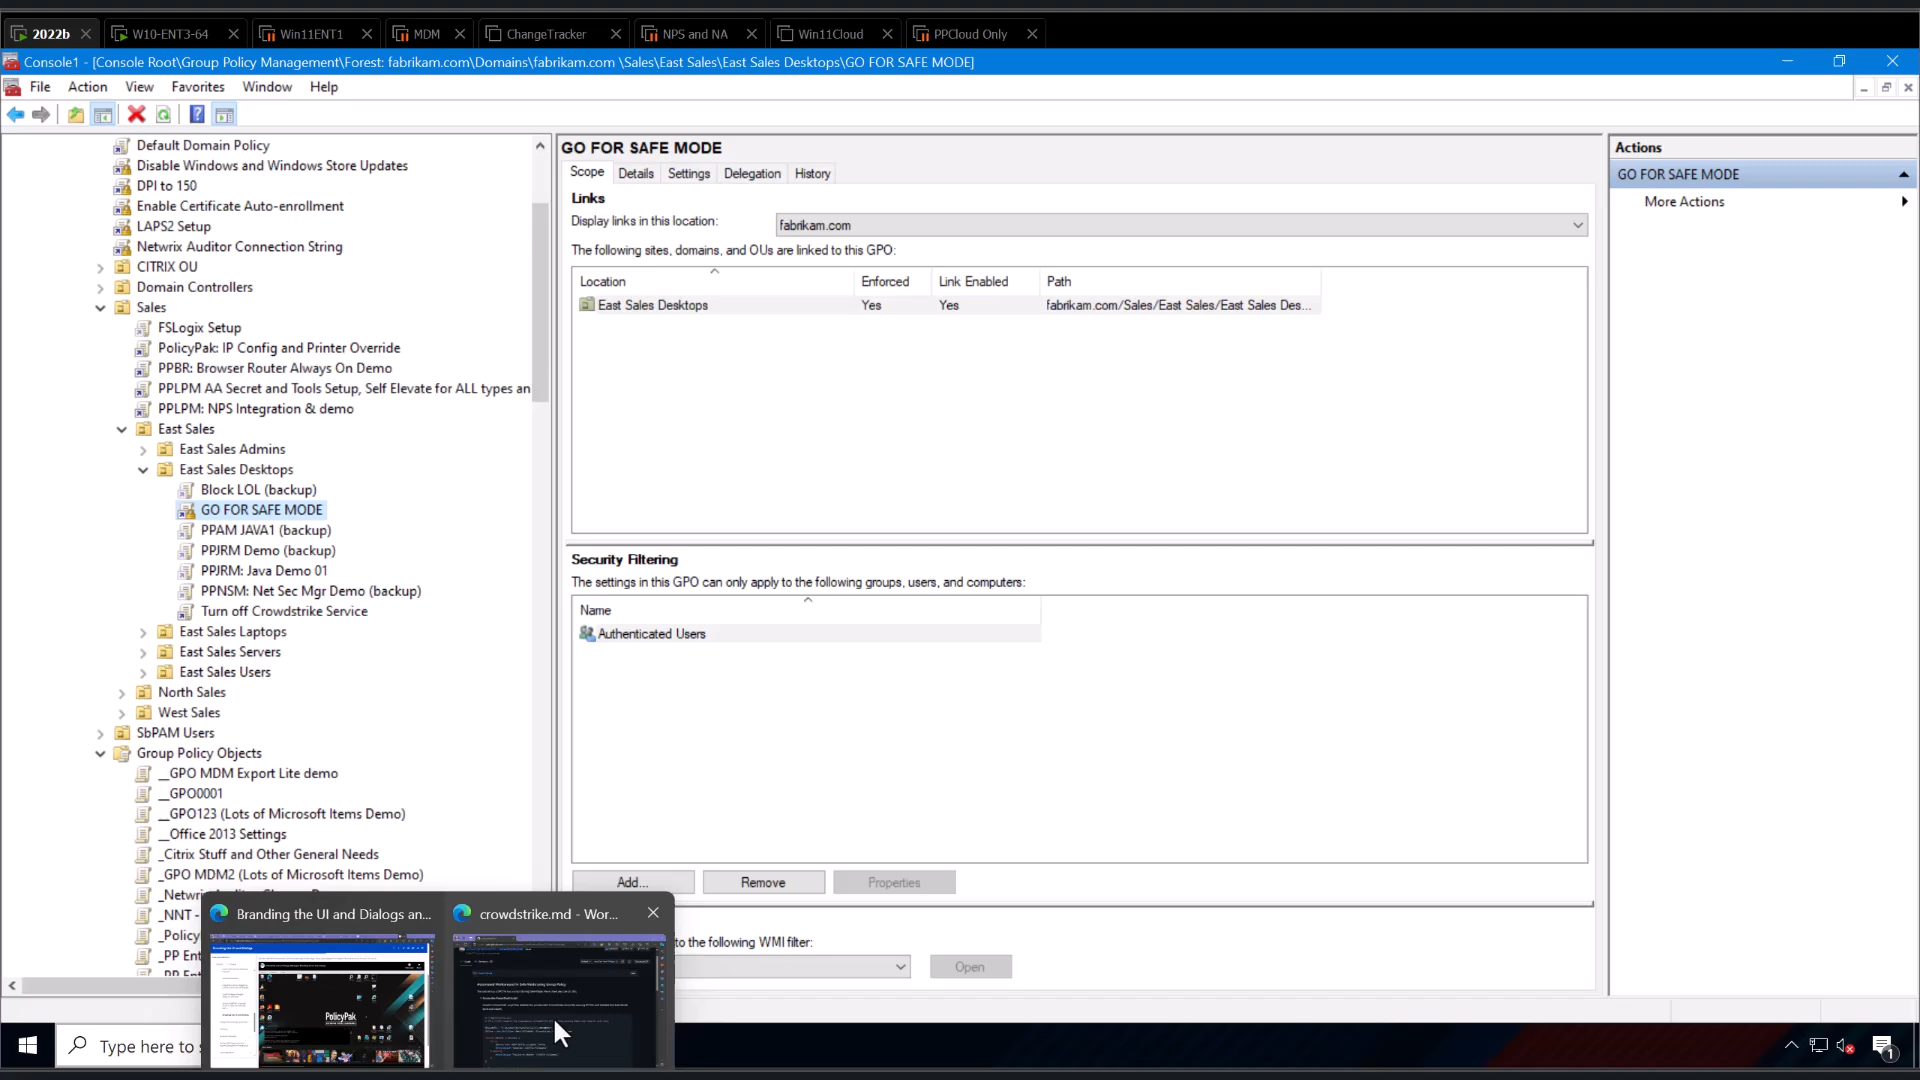 2022b
W10-ENT3-64
Win11ENT1
MDM
ChangeTracker
NPS and NA
Win11Cloud
PPCloud Only
Console1 - [Console Root\Group Policy Management\Forest: fabrikam.com\Domains\fabrikam.com \Sales\East Sales\East Sales Desktops\GO FOR SAFE MODE]
File Action View Favorites Window Help
Default Domain Policy
Disable Windows and Windows Store Updates
DPI to 150
Enable Certificate Auto-enrollment
LAPS2 Setup
Netwrix Auditor Connection String
CITRIX OU
Domain Controllers
Sales
FSLogix Setup
PolicyPak: IP Config and Printer Override
PPBR: Browser Router Always On Demo
PPLPM AA Secret and Tools Setup, Self Elevate for ALL types an
PPLPM: NPS Integration & demo
East Sales
East Sales Admins
East Sales Desktops
Block LOL (backup)
GO FOR SAFE MODE
PPAM JAVA1 (backup)
PPJRM Demo (backup)
PPJRM: Java Demo 01
PPNSM: Net Sec Mgr Demo (backup)
Turn off Crowdstrike Service
East Sales Laptops
East Sales Servers
East Sales Users
North Sales
West Sales
SbPAM Users
Group Policy Objects
__GPO MDM Export Lite demo
__GPO0001
__GPO123 (Lots of Microsoft Items Demo)
__Office 2013 Settings
_Citrix Stuff and Other General Needs
_GPO MDM2 (Lots of Microsoft Items Demo)
_NNT -
_Policy
_PP Ent
GO FOR SAFE MODE
Scope Details Settings Delegation History
Links
Display links in this location:
fabrikam.com
The following sites, domains, and OUs are linked to this GPO:
Location Enforced Link Enabled Path
East Sales Desktops Yes Yes fabrikam.com/Sales/East Sales/East Sales Des...
Security Filtering
The settings in this GPO can only apply to the following groups, users, and computers:
Name
Authenticated Users
Add... Remove Properties
to the following WMI filter:
Open
Actions
GO FOR SAFE MODE
More Actions
Branding the UI and Dialogs an...
crowdstrike.md - Wor...
PolicyPak
Type here to s
1